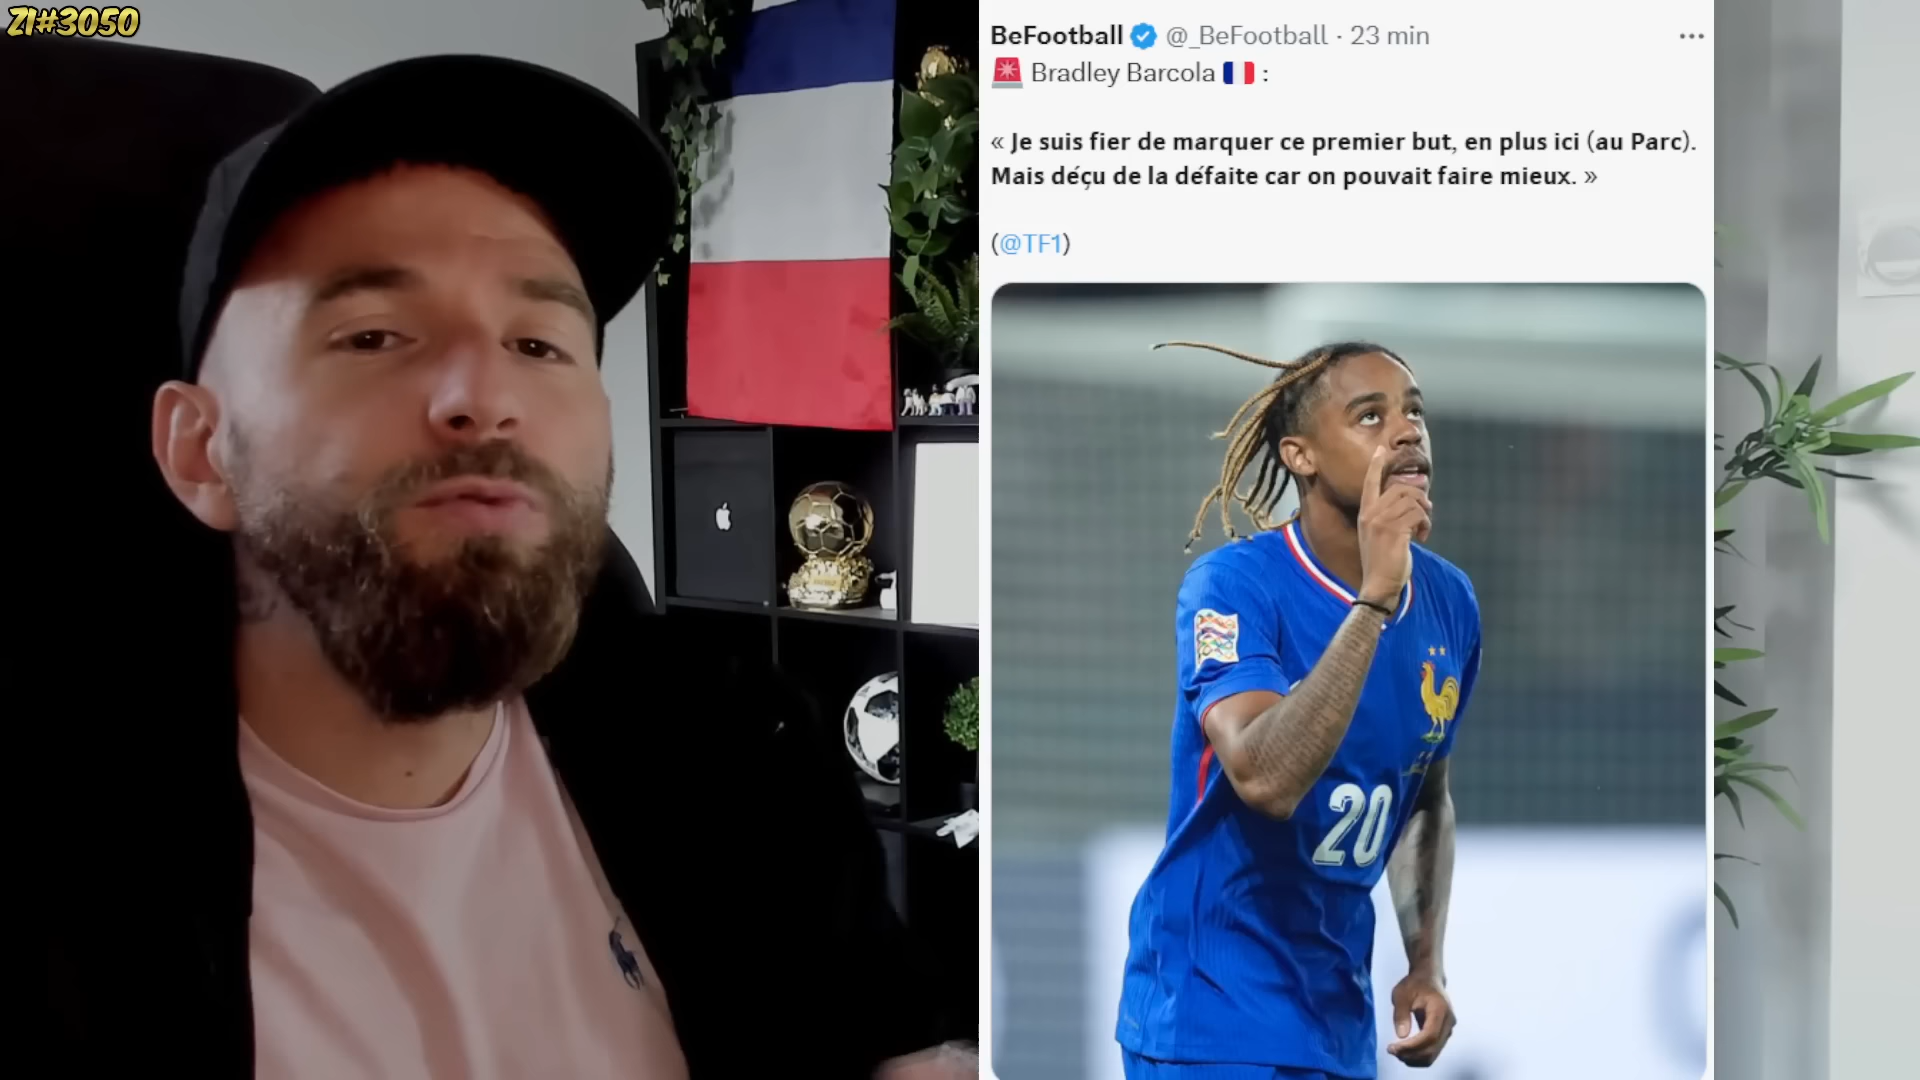 ZI#3050
BeFootball @_BeFootball · 23 min
Bradley Barcola :
« Je suis fier de marquer ce premier but, en plus ici (au Parc).
Mais déçu de la défaite car on pouvait faire mieux. »
(@TF1)
20